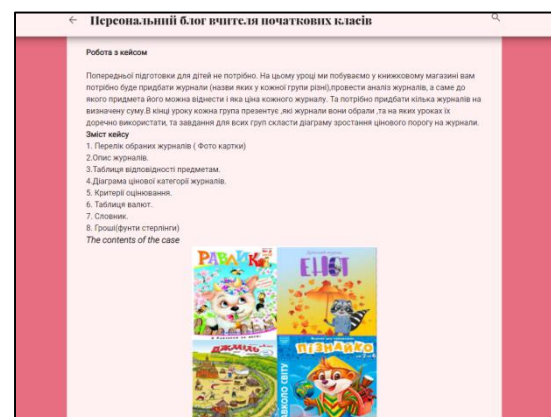 Персональний блог вчителя початкових класів
Робота з кейсом
Попередньої підготовки для дітей не потрібно. На цьому уроці ми побуваємо у книжковому магазині вам
потрібно буде придбати журнали (назви яких у кожної групи різні),провести аналіз журналів, а саме до
якого предмета його можна віднести і яка ціна кожного журналу. Та потрібно придбати кілька журналів на
визначену суму.В кінці уроку кожна група презентує ,які журнали вони обрали ,та на яких уроках їх
доречно використати, та завдання для всіх груп скласти діаграму зростання цінового порогу на журнали.
Зміст кейсу
1. Перелік обраних журналів ( Фото картки)
2.Опис журналів.
3.Таблиця відповідності предметам.
4.Діаграма цінової категорії журналів.
5. Критерії оцінювання.
6. Таблиця валют.
7. Словник.
8. Гроші(фунти стерлінги)
The contents of the case
РАВЛИК
ЕНОТ
ДЖМІЛЬ
ПІЗНАЙКО
НАВКОЛО СВІТУ